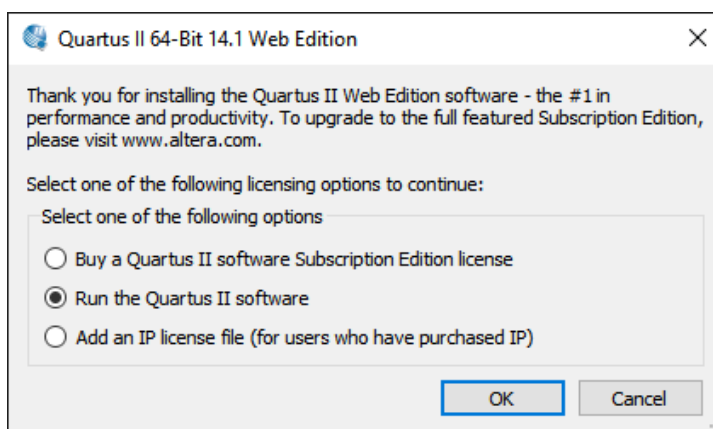 Quartus II 64-Bit 14.1 Web Edition
Thank you for installing the Quartus II Web Edition software - the #1 in
performance and productivity. To upgrade to the full featured Subscription Edition,
please visit www.altera.com.
Select one of the following licensing options to continue:
Select one of the following options
Buy a Quartus II software Subscription Edition license
Run the Quartus II software
Add an IP license file (for users who have purchased IP)
OK Cancel